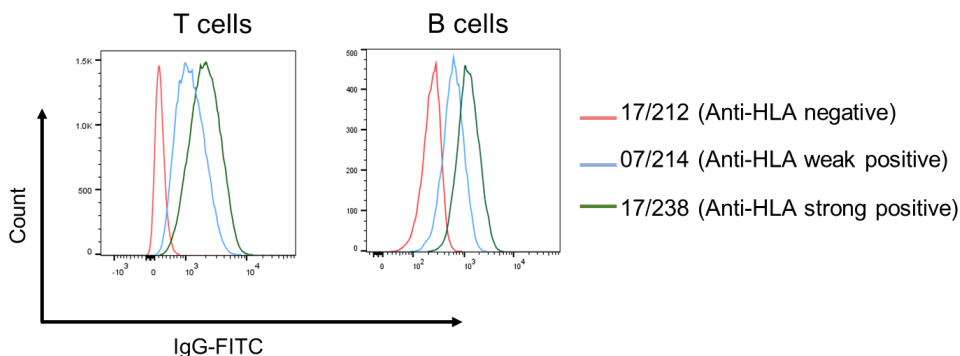 T cells
B cells
1.5K
1.0K
500
0
-10³
0
10³
10⁴
500
400
300
200
100
0
0
10²
10³
10⁴
Count
IgG-FITC
17/212 (Anti-HLA negative)
07/214 (Anti-HLA weak positive)
17/238 (Anti-HLA strong positive)